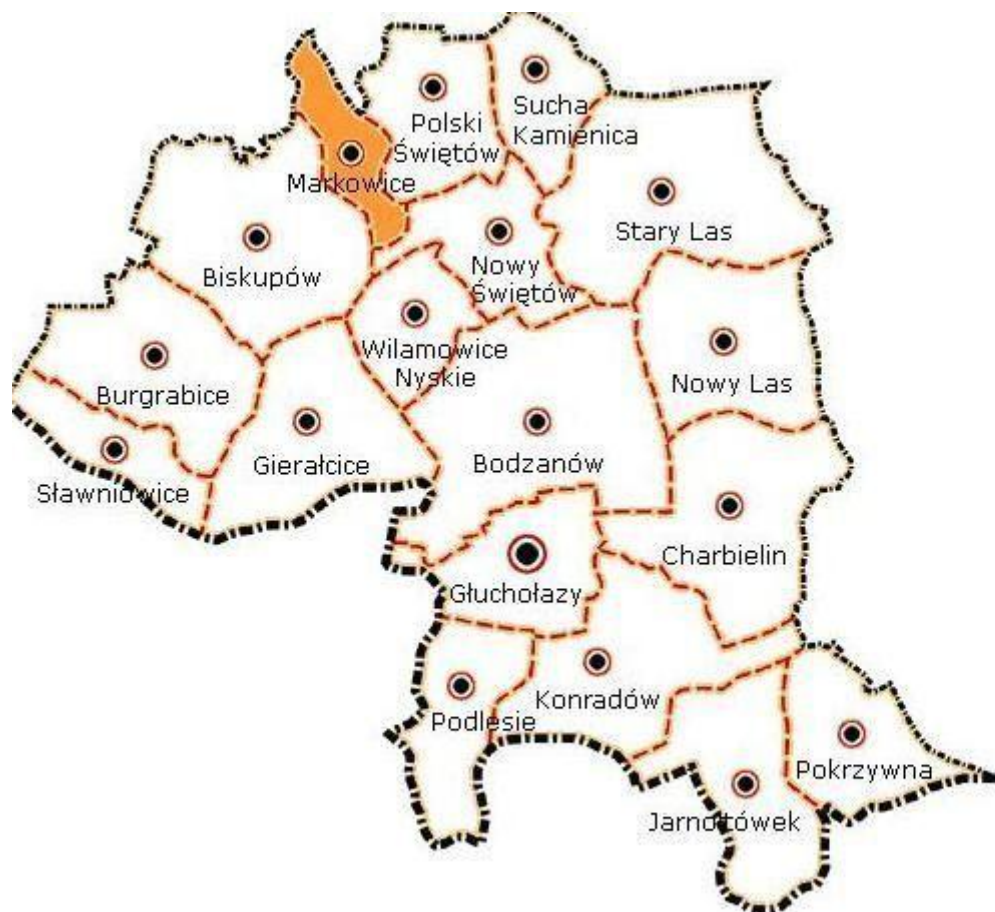 Sucha
Kamienica
Polski
Świętów
Markowice
Stary Las
Biskupów
Nowy
Świętów
Wilamowice
Nyskie
Nowy Las
Burgrabice
Gierałcice
Bodzanów
Sławniowice
Charbielin
Głuchołazy
Konradów
Podlesie
Pokrzywna
Jarnołtówek